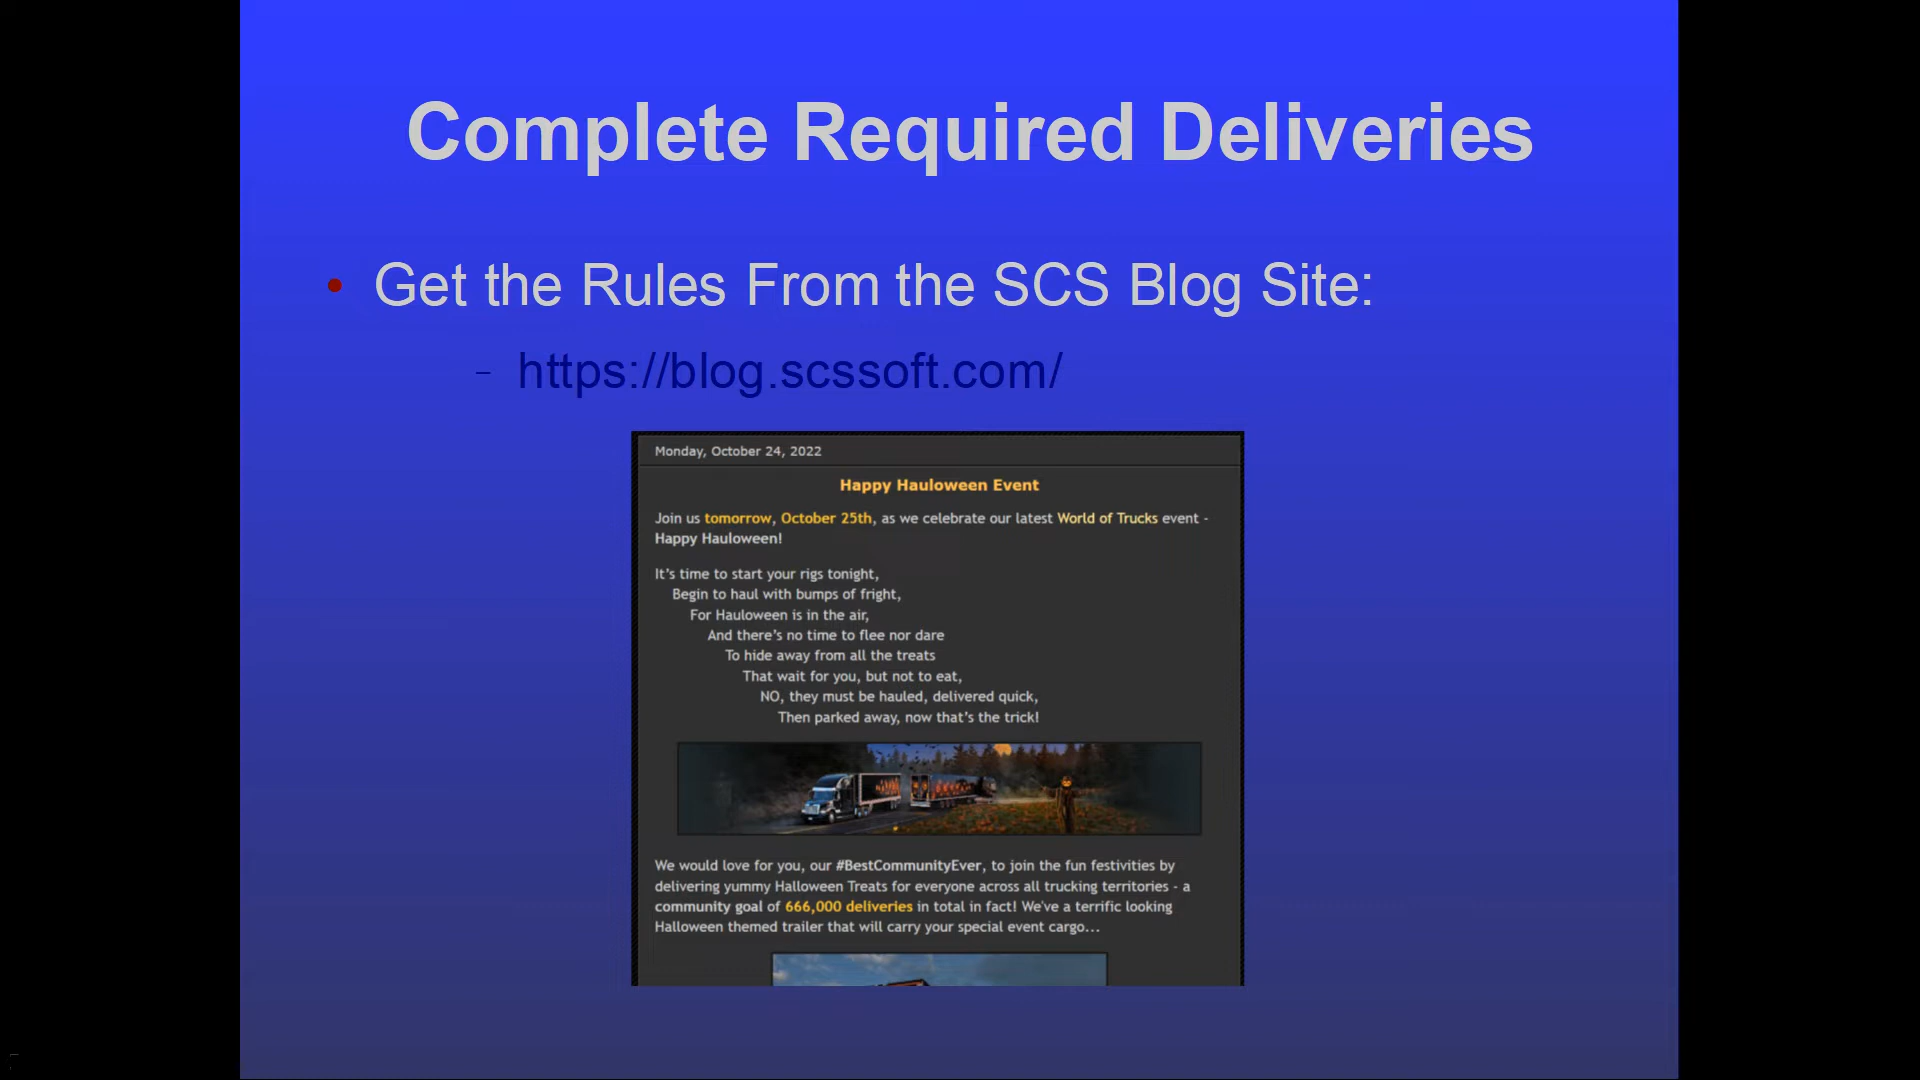 Complete Required Deliveries
• Get the Rules From the SCS Blog Site:
– https://blog.scssoft.com/
Monday, October 24, 2022
Happy Hauloween Event
Join us tomorrow, October 25th, as we celebrate our latest World of Trucks event -
Happy Hauloween!
It's time to start your rigs tonight,
Begin to haul with bumps of fright,
For Hauloween is in the air,
And there's no time to flee nor dare
To hide away from all the treats
That wait for you, but not to eat,
NO, they must be hauled, delivered quick,
Then parked away, now that's the trick!
We would love for you, our #BestCommunityEver, to join the fun festivities by
delivering yummy Halloween Treats for everyone across all trucking territories - a
community goal of 666,000 deliveries in total in fact! We've a terrific looking
Halloween themed trailer that will carry your special event cargo...